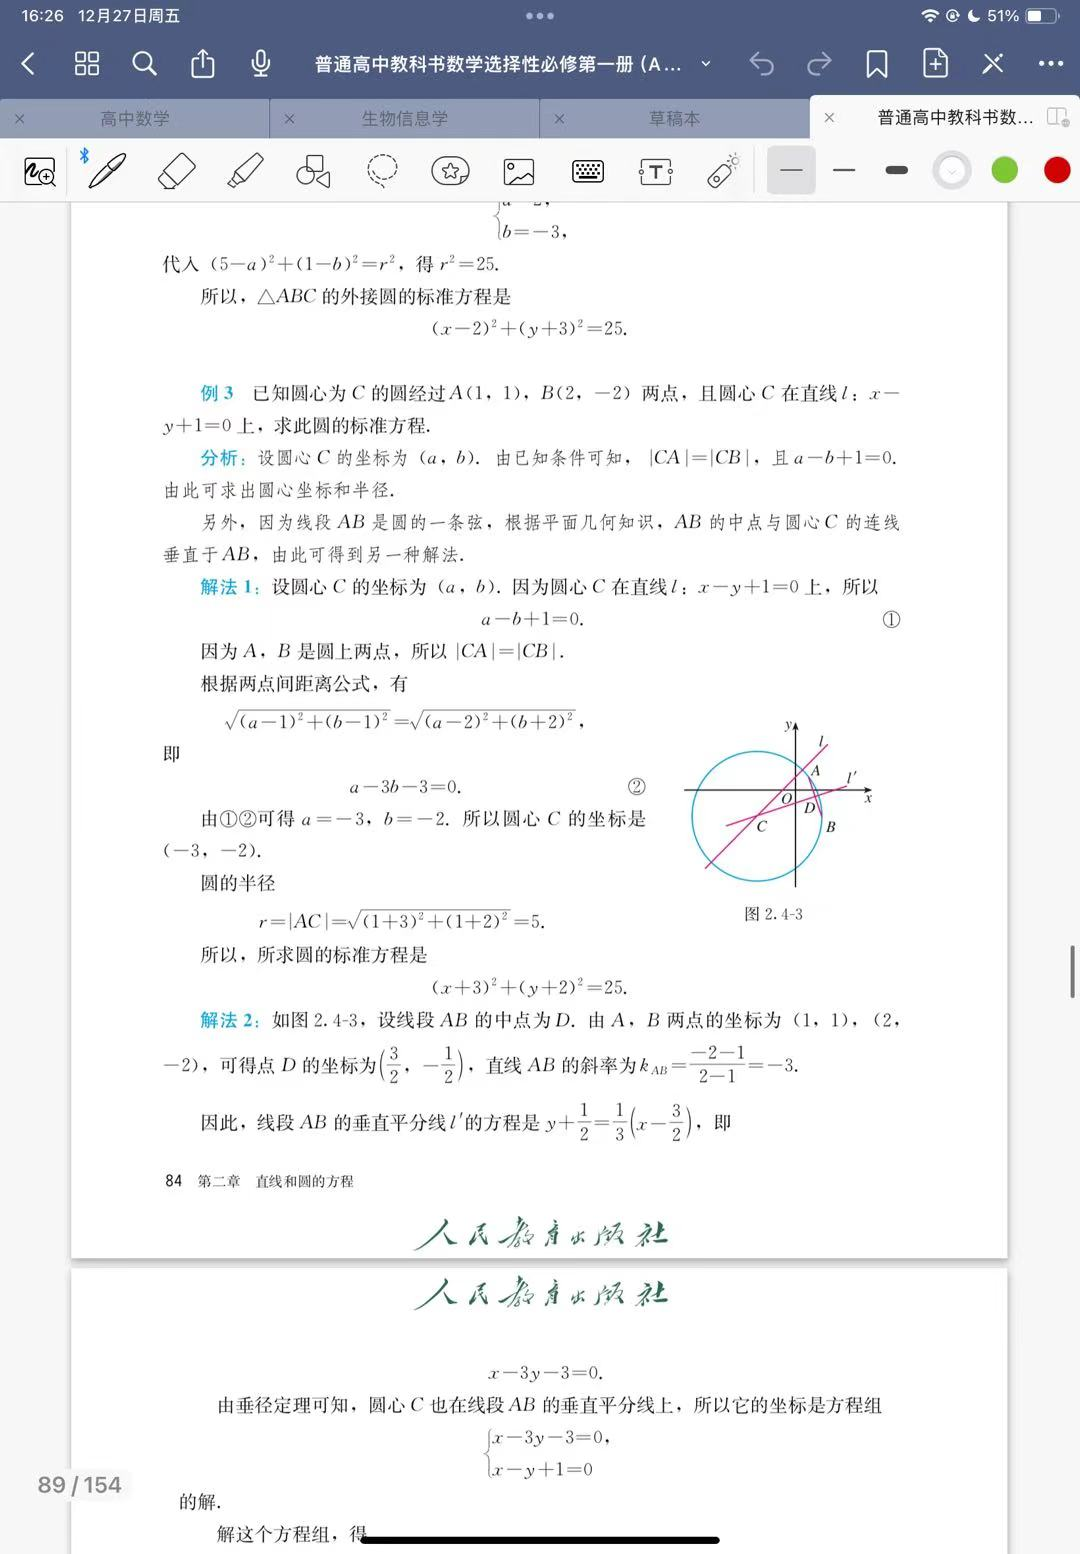 16:26 12月27日周五
51%
普通高中教科书数学选择性必修第一册（A...
高中数学
生物信息学
草稿本
普通高中教科书数...
b=−3,
代入 (5−a)²+(1−b)²=r², 得 r²=25.
所以，△ABC 的外接圆的标准方程是
(x−2)²+(y+3)²=25.
例 3 已知圆心为 C 的圆经过 A(1, 1), B(2, −2) 两点，且圆心 C 在直线 l: x−
y+1=0 上，求此圆的标准方程.
分析：设圆心 C 的坐标为 (a, b). 由已知条件可知，|CA|=|CB|，且 a−b+1=0.
由此可求出圆心坐标和半径.
另外，因为线段 AB 是圆的一条弦，根据平面几何知识，AB 的中点与圆心 C 的连线
垂直于 AB，由此可得到另一种解法.
解法 1：设圆心 C 的坐标为 (a, b). 因为圆心 C 在直线 l: x−y+1=0 上，所以
a−b+1=0. ①
因为 A，B 是圆上两点，所以 |CA|=|CB|.
根据两点间距离公式，有
√((a−1)²+(b−1)²)=√((a−2)²+(b+2)²),
即
a−3b−3=0. ②
由①②可得 a=−3, b=−2. 所以圆心 C 的坐标是
(−3, −2).
圆的半径
r=|AC|=√((1+3)²+(1+2)²)=5.
y
l
A
l′
O
D
x
C
B
图 2.4-3
所以，所求圆的标准方程是
(x+3)²+(y+2)²=25.
解法 2：如图 2.4-3，设线段 AB 的中点为 D. 由 A，B 两点的坐标为 (1, 1), (2,
−2)，可得点 D 的坐标为(3/2, −1/2)，直线 AB 的斜率为 k_AB=(−2−1)/(2−1)=−3.
因此，线段 AB 的垂直平分线 l′的方程是 y+1/2=1/3(x−3/2)，即
84 第二章 直线和圆的方程
人民教育出版社
人民教育出版社
x−3y−3=0.
由垂径定理可知，圆心 C 也在线段 AB 的垂直平分线上，所以它的坐标是方程组
{x−3y−3=0,
x−y+1=0
89 / 154
的解.
解这个方程组，得